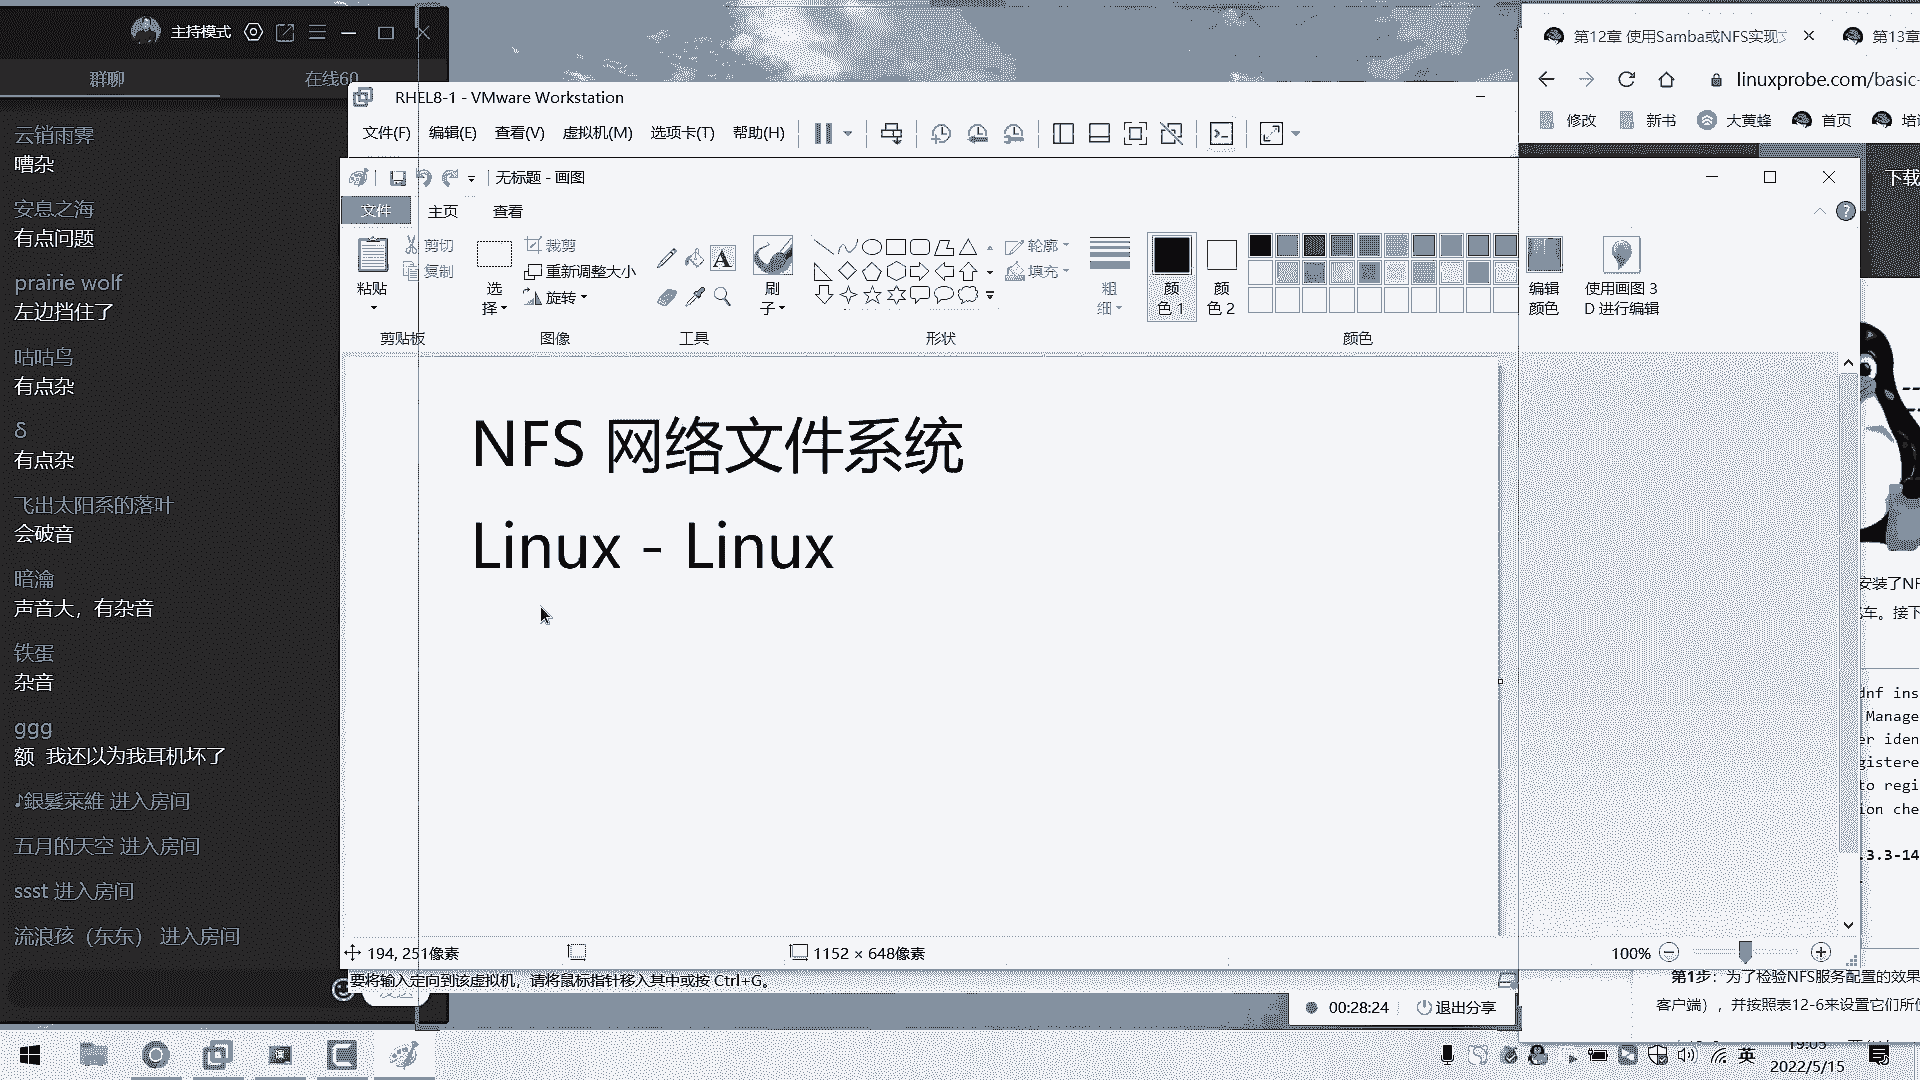 主持模式
群聊
在线60
云销雨霁
嘈杂
安息之海
有点问题
prairie wolf
左边挡住了
咕咕鸟
有点杂
δ
有点杂
飞出太阳系的落叶
会破音
暗瀹
声音大，有杂音
铁蛋
杂音
ggg
额 我还以为我耳机坏了
♪銀髮萊維 进入房间
五月的天空 进入房间
ssst 进入房间
流浪孩（东东） 进入房间
RHEL8-1 - VMware Workstation
文件(F) 编辑(E) 查看(V) 虚拟机(M) 选项卡(T) 帮助(H)
无标题 - 画图
文件 主页 查看
粘贴
剪切
复制
剪贴板
选择
裁剪
重新调整大小
旋转
图像
工具
刷子
形状
轮廓
填充
粗细
颜色 1
颜色 2
颜色
编辑颜色
使用画图 3D 进行编辑
NFS 网络文件系统
Linux - Linux
194, 251像素
1152 × 648像素
100%
要将输入定向到该虚拟机，请将鼠标指针移入其中或按 Ctrl+G。
00:28:24 退出分享
第12章 使用Samba或NFS实现文
第13章
linuxprobe.com/basic-
修改 新书 大黄蜂 首页 培训
下载
安装了NF
车。接下
dnf ins
Manage
er iden
gistere
to regi
ion che
.3.3-14
第1步：为了检验NFS服务配置的效果
客户端），并按照表12-6来设置它们所使
英
19:05
2022/5/15